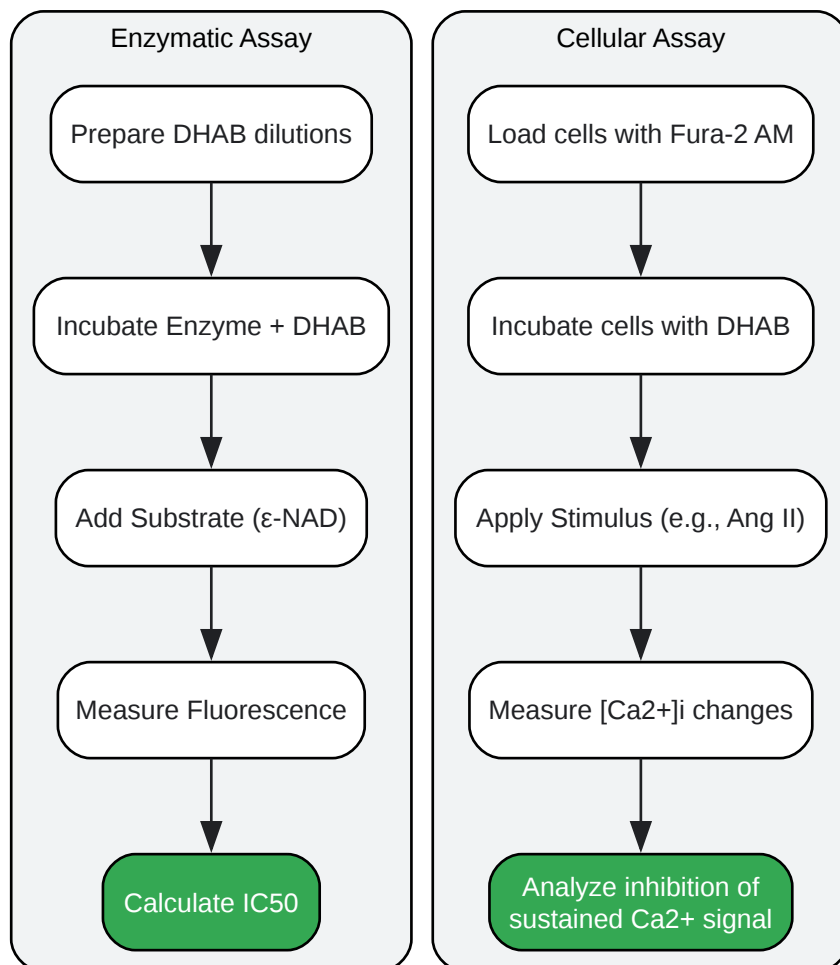 Enzymatic Assay
Prepare DHAB dilutions
Incubate Enzyme + DHAB
Add Substrate (ε-NAD)
Measure Fluorescence
Calculate IC50
Cellular Assay
Load cells with Fura-2 AM
Incubate cells with DHAB
Apply Stimulus (e.g., Ang II)
Measure [Ca2+]i changes
Analyze inhibition of
sustained Ca2+ signal